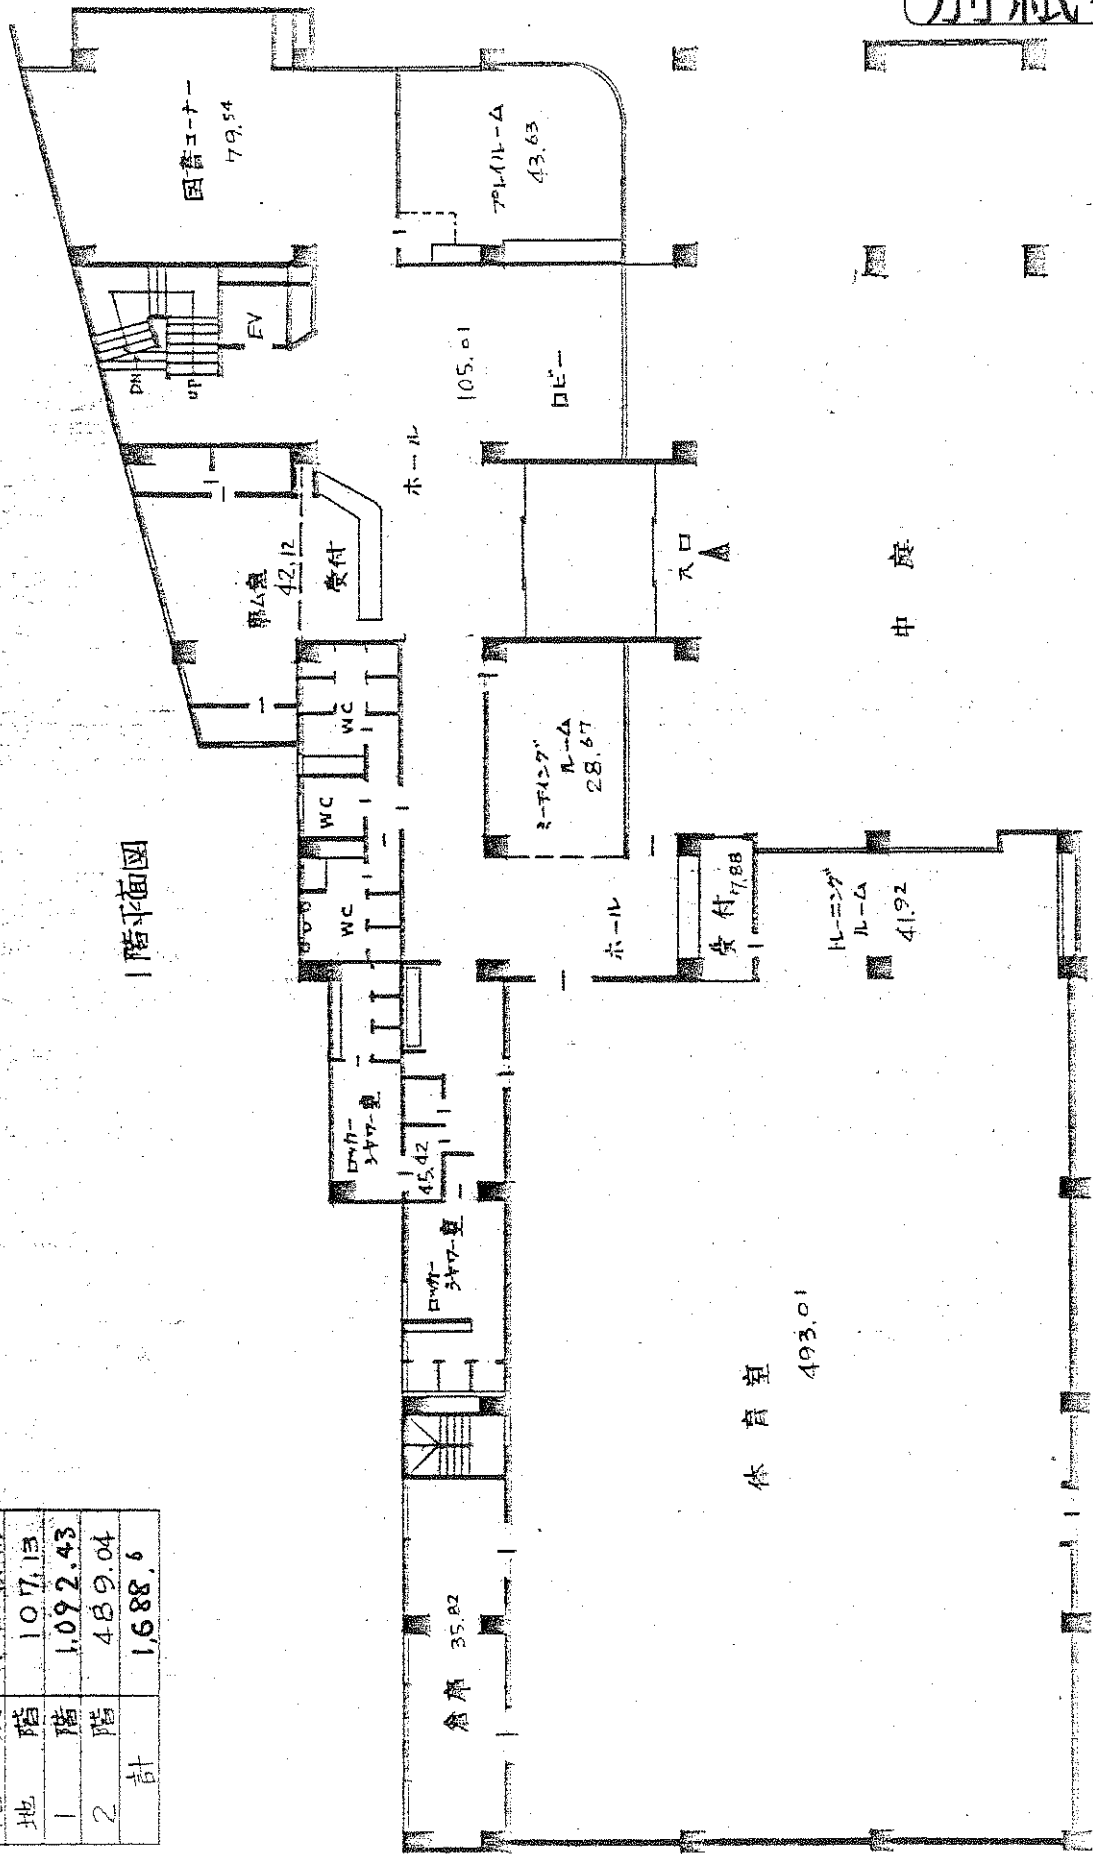 別紙
1階平面図
地階 107.13
1階 1,092.43
2階 489.04
計 1,688.6
図書コーナー
79.54
プレイルーム
43.63
DN
UP
EV
105.01
ロビー
ホール
事ム室
42.12
受付
入口
中庭
WC
WC
WC
ミーティング
ルーム
28.67
ホール
受付
7.88
トレーニング
ルーム
41.92
ロッカー
シャワー室
45.42
ロッカー
シャワー室
体育室
493.01
倉庫
35.82